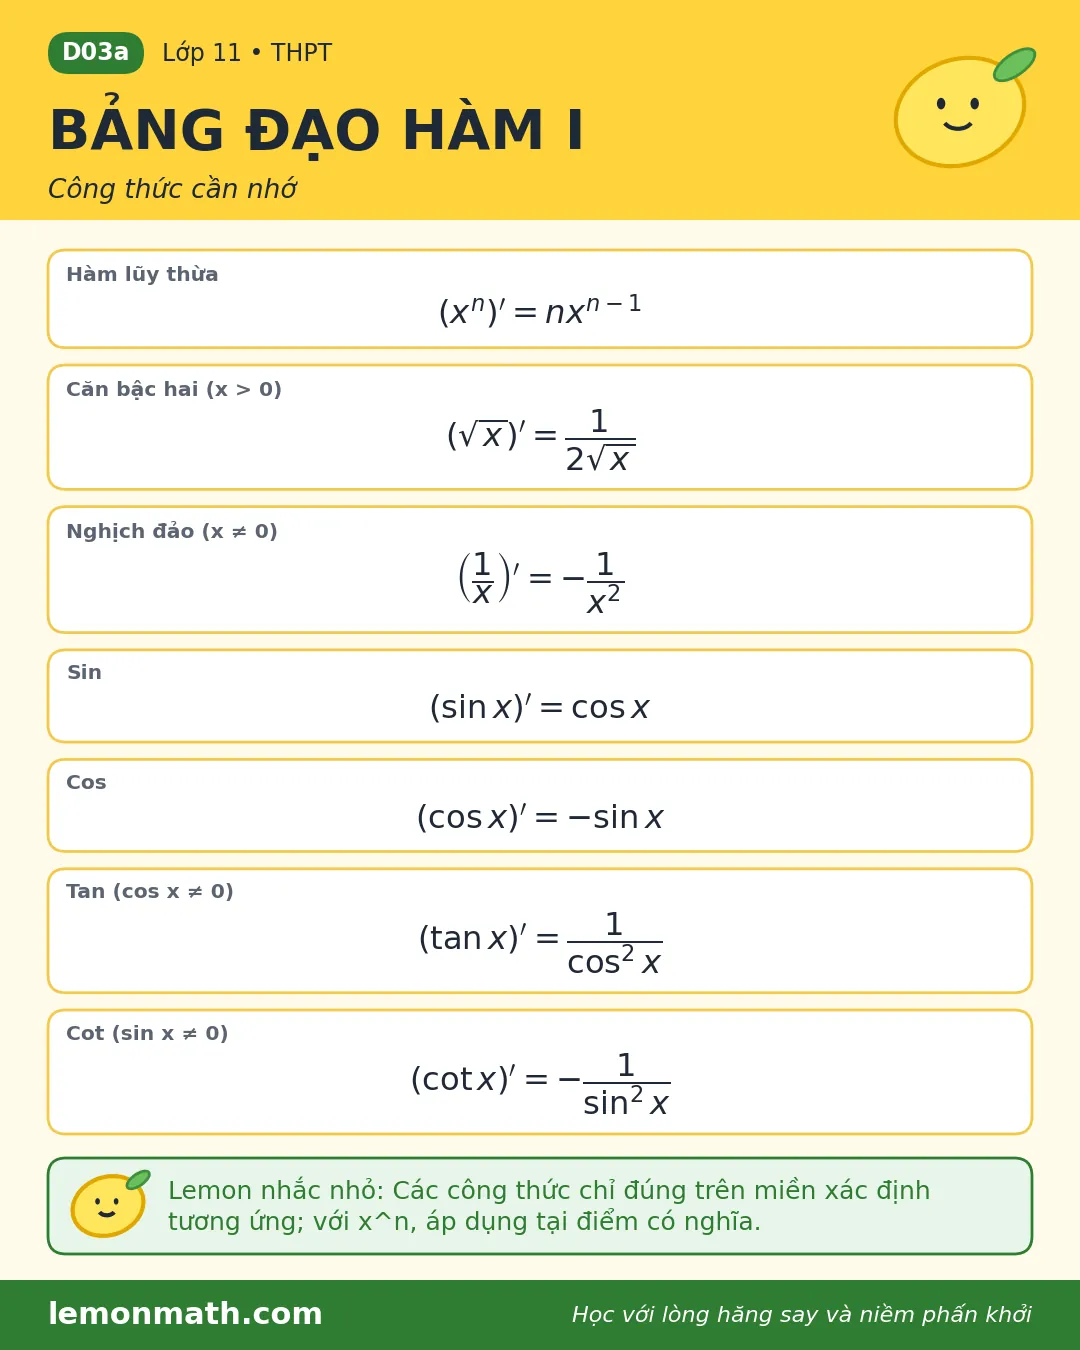 D03a Lớp 11 • THPT
BẢNG ĐẠO HÀM I
Công thức cần nhớ
Hàm lũy thừa
(xⁿ)′ = nxⁿ⁻¹
Căn bậc hai (x > 0)
(√x)′ = 1/(2√x)
Nghịch đảo (x ≠ 0)
(1/x)′ = −1/x²
Sin
(sin x)′ = cos x
Cos
(cos x)′ = −sin x
Tan (cos x ≠ 0)
(tan x)′ = 1/cos² x
Cot (sin x ≠ 0)
(cot x)′ = −1/sin² x
Lemon nhắc nhỏ: Các công thức chỉ đúng trên miền xác định
tương ứng; với x^n, áp dụng tại điểm có nghĩa.
lemonmath.com
Học với lòng hăng say và niềm phấn khởi